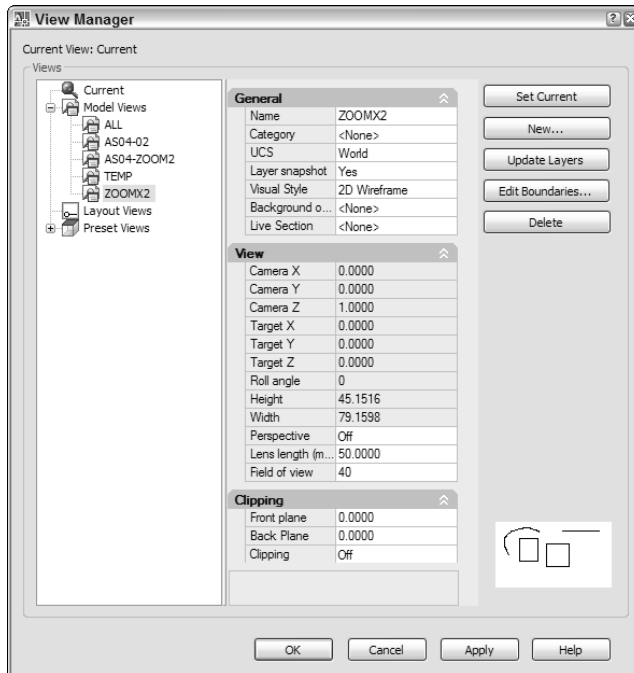 View Manager
Current View: Current
Views
Current
Model Views
ALL
AS04-02
AS04-ZOOM2
TEMP
ZOOMX2
Layout Views
Preset Views
General
Name ZOOMX2
Category <None>
UCS World
Layer snapshot Yes
Visual Style 2D Wireframe
Background o... <None>
Live Section <None>
View
Camera X 0.0000
Camera Y 0.0000
Camera Z 1.0000
Target X 0.0000
Target Y 0.0000
Target Z 0.0000
Roll angle 0
Height 45.1516
Width 79.1598
Perspective Off
Lens length (m... 50.0000
Field of view 40
Clipping
Front plane 0.0000
Back Plane 0.0000
Clipping Off
Set Current
New...
Update Layers
Edit Boundaries...
Delete
OK Cancel Apply Help